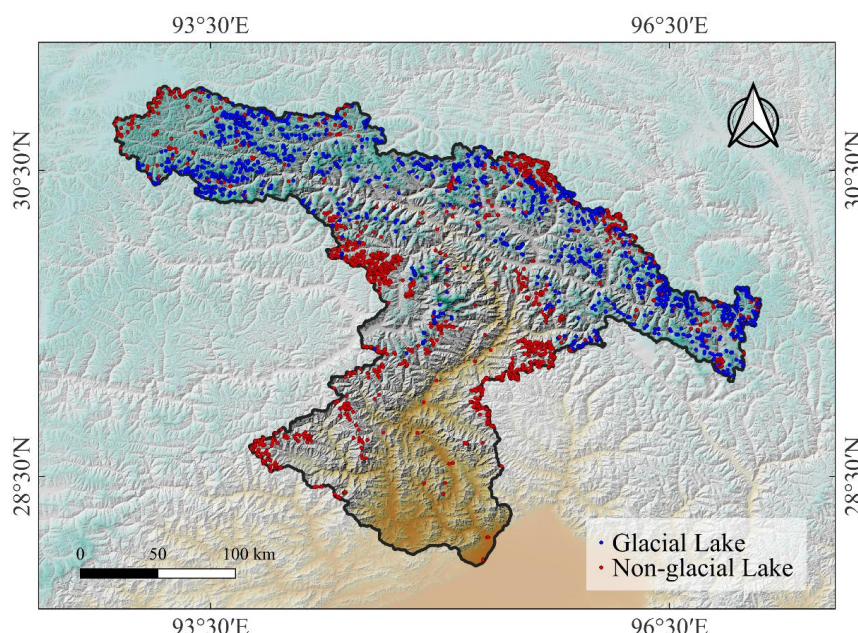 93°30′E 96°30′E
30°30′N 30°30′N
28°30′N 28°30′N
Glacial Lake
Non-glacial Lake
0 50 100 km
93°30′E 96°30′E